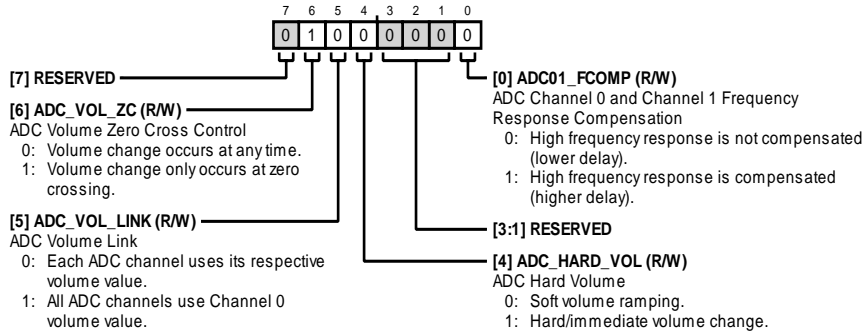 7 6 5 4 3 2 1 0
0 1 0 0 0 0 0 0
[7] RESERVED
[6] ADC_VOL_ZC (R/W)
ADC Volume Zero Cross Control
0: Volume change occurs at any time.
1: Volume change only occurs at zero
crossing.
[5] ADC_VOL_LINK (R/W)
ADC Volume Link
0: Each ADC channel uses its respective
volume value.
1: All ADC channels use Channel 0
volume value.
[0] ADC01_FCOMP (R/W)
ADC Channel 0 and Channel 1 Frequency
Response Compensation
0: High frequency response is not compensated
(lower delay).
1: High frequency response is compensated
(higher delay).
[3:1] RESERVED
[4] ADC_HARD_VOL (R/W)
ADC Hard Volume
0: Soft volume ramping.
1: Hard/immediate volume change.